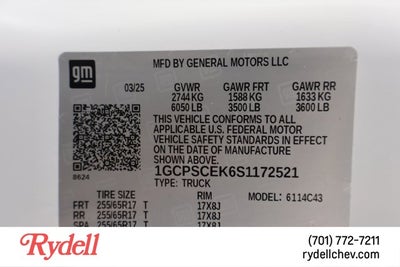 gm
MFD BY GENERAL MOTORS LLC
03/25 GVWR GAWR FRT GAWR RR
2744 KG 1588 KG 1633 KG
6050 LB 3500 LB 3600 LB
THIS VEHICLE CONFORMS TO ALL
APPLICABLE U.S. FEDERAL MOTOR
VEHICLE SAFETY STANDARDS IN EFFECT
ON THE DATE OF MANUFACTURE
SHOWN ABOVE.
1GCPSCEK6S1172521
8624 TYPE: TRUCK
TIRE SIZE RIM MODEL: 6114C43
FRT 255/65R17 T 17X8J
RR 255/65R17 T 17X8J
SPA 17X8J
Rydell
(701) 772-7211
rydellchev.com